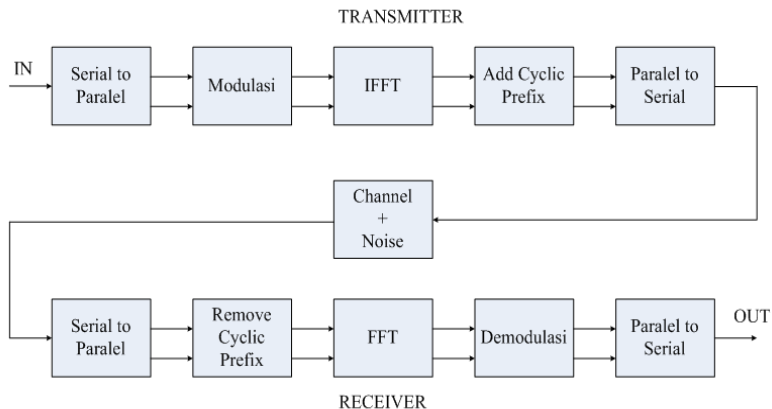 TRANSMITTER
IN
Serial to
Paralel
Modulasi
IFFT
Add Cyclic
Prefix
Paralel to
Serial
Channel
+
Noise
Serial to
Paralel
Remove
Cyclic
Prefix
FFT
Demodulasi
Paralel to
Serial
OUT
RECEIVER